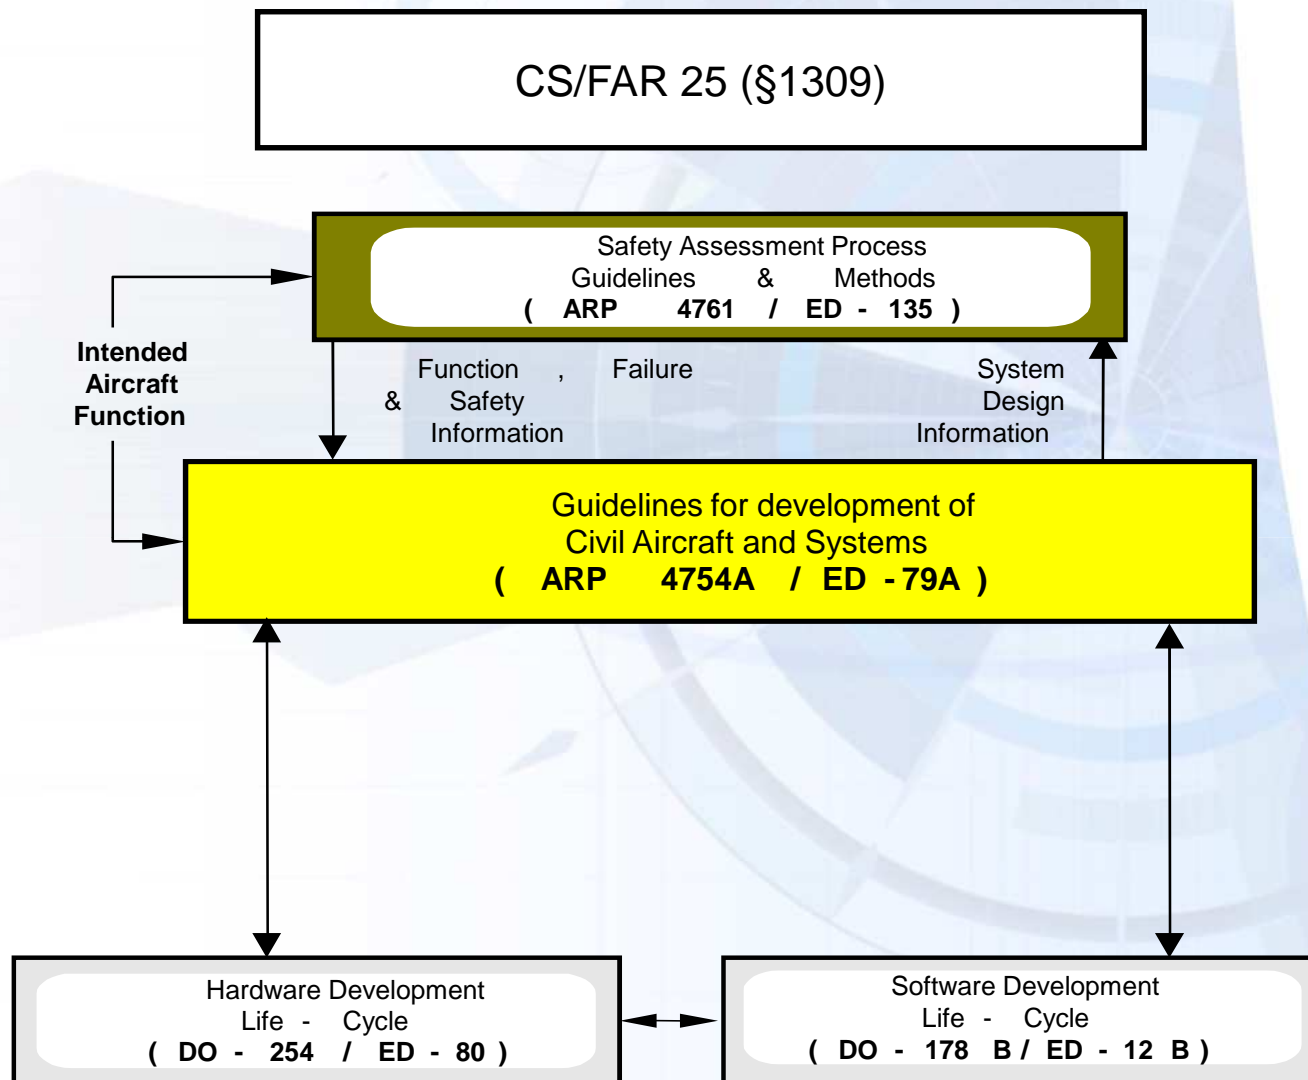 CS/FAR 25 (§1309)
Safety Assessment Process
Guidelines & Methods
( ARP 4761 / ED - 135 )
Intended
Aircraft
Function
Function , Failure
& Safety
Information
System
Design
Information
Guidelines for development of
Civil Aircraft and Systems
( ARP 4754A / ED - 79A )
Hardware Development
Life - Cycle
( DO - 254 / ED - 80 )
Software Development
Life - Cycle
( DO - 178 B / ED - 12 B )